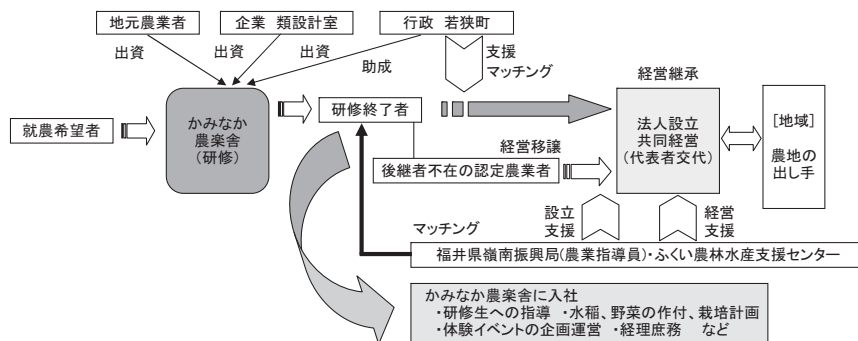 地元農業者
企業 類設計室
行政 若狭町
出資
出資
出資
助成
支援
マッチング
経営継承
就農希望者
かみなか
農楽舎
(研修)
研修終了者
法人設立
共同経営
(代表者交代)
[地域]
農地の
出し手
経営移譲
後継者不在の認定農業者
マッチング
設立
支援
経営
支援
福井県嶺南振興局(農業指導員)・ふくい農林水産支援センター
かみなか農楽舎に入社
・研修生への指導 ・水稲、野菜の作付、栽培計画
・体験イベントの企画運営 ・経理庶務 など